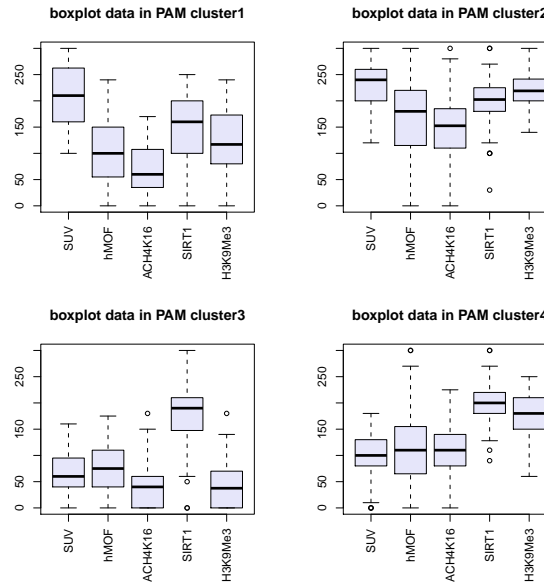 boxplot data in PAM cluster1
250
150
50
0
SUV
hMOF
ACH4K16
SIRT1
H3K9Me3
boxplot data in PAM cluster2
250
150
50
0
SUV
hMOF
ACH4K16
SIRT1
H3K9Me3
boxplot data in PAM cluster3
250
150
50
0
SUV
hMOF
ACH4K16
SIRT1
H3K9Me3
boxplot data in PAM cluster4
250
150
50
0
SUV
hMOF
ACH4K16
SIRT1
H3K9Me3